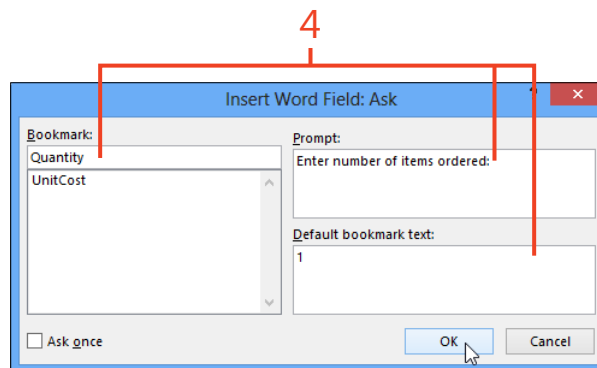 4
Insert Word Field: Ask
?
Bookmark:
Quantity
UnitCost
Prompt:
Enter number of items ordered:
Default bookmark text:
1
Ask once
OK
Cancel